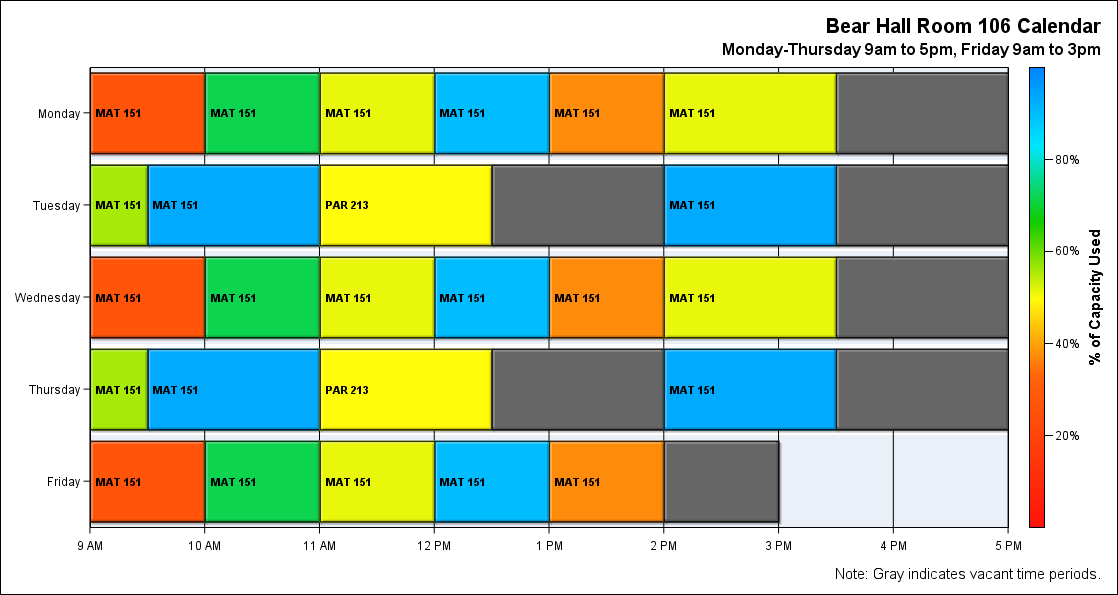 Bear Hall Room 106 Calendar
Monday-Thursday 9am to 5pm, Friday 9am to 3pm
Monday
MAT 151
MAT 151
MAT 151
MAT 151
MAT 151
MAT 151
Tuesday
MAT 151
MAT 151
PAR 213
MAT 151
Wednesday
MAT 151
MAT 151
MAT 151
MAT 151
MAT 151
MAT 151
Thursday
MAT 151
MAT 151
PAR 213
MAT 151
Friday
MAT 151
MAT 151
MAT 151
MAT 151
MAT 151
9 AM
10 AM
11 AM
12 PM
1 PM
2 PM
3 PM
4 PM
5 PM
80%
60%
40%
20%
% of Capacity Used
Note: Gray indicates vacant time periods.